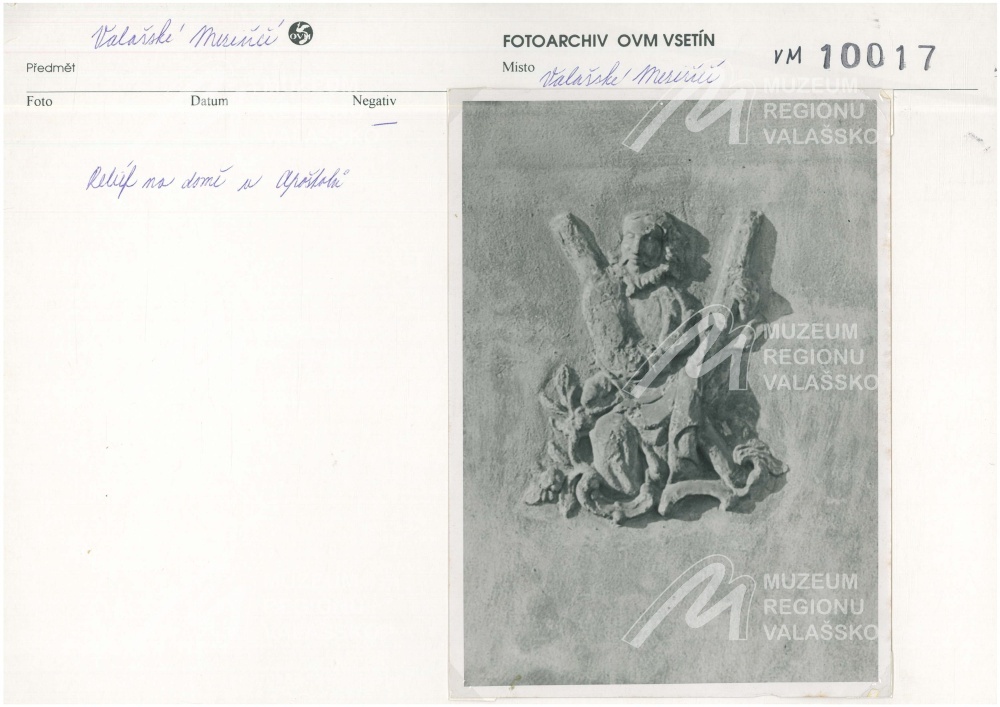 Valašské Meziříčí OVM
FOTOARCHIV OVM VSETÍN
VM 10017
Předmět
Místo Valašské Meziříčí
Foto Datum Negativ
—
Reliéf na domě u Apoštolů
MUZEUM
REGIONU
VALAŠSKO
MUZEUM
REGIONU
VALAŠSKO
MUZEUM
REGIONU
VALAŠSKO